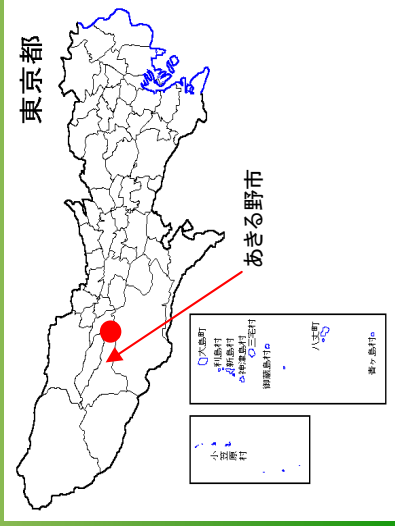 東京都
あきる野市
大島町
利島村
新島村
神津島村
三宅村
御蔵島村
八丈町
青ヶ島村
小笠原村